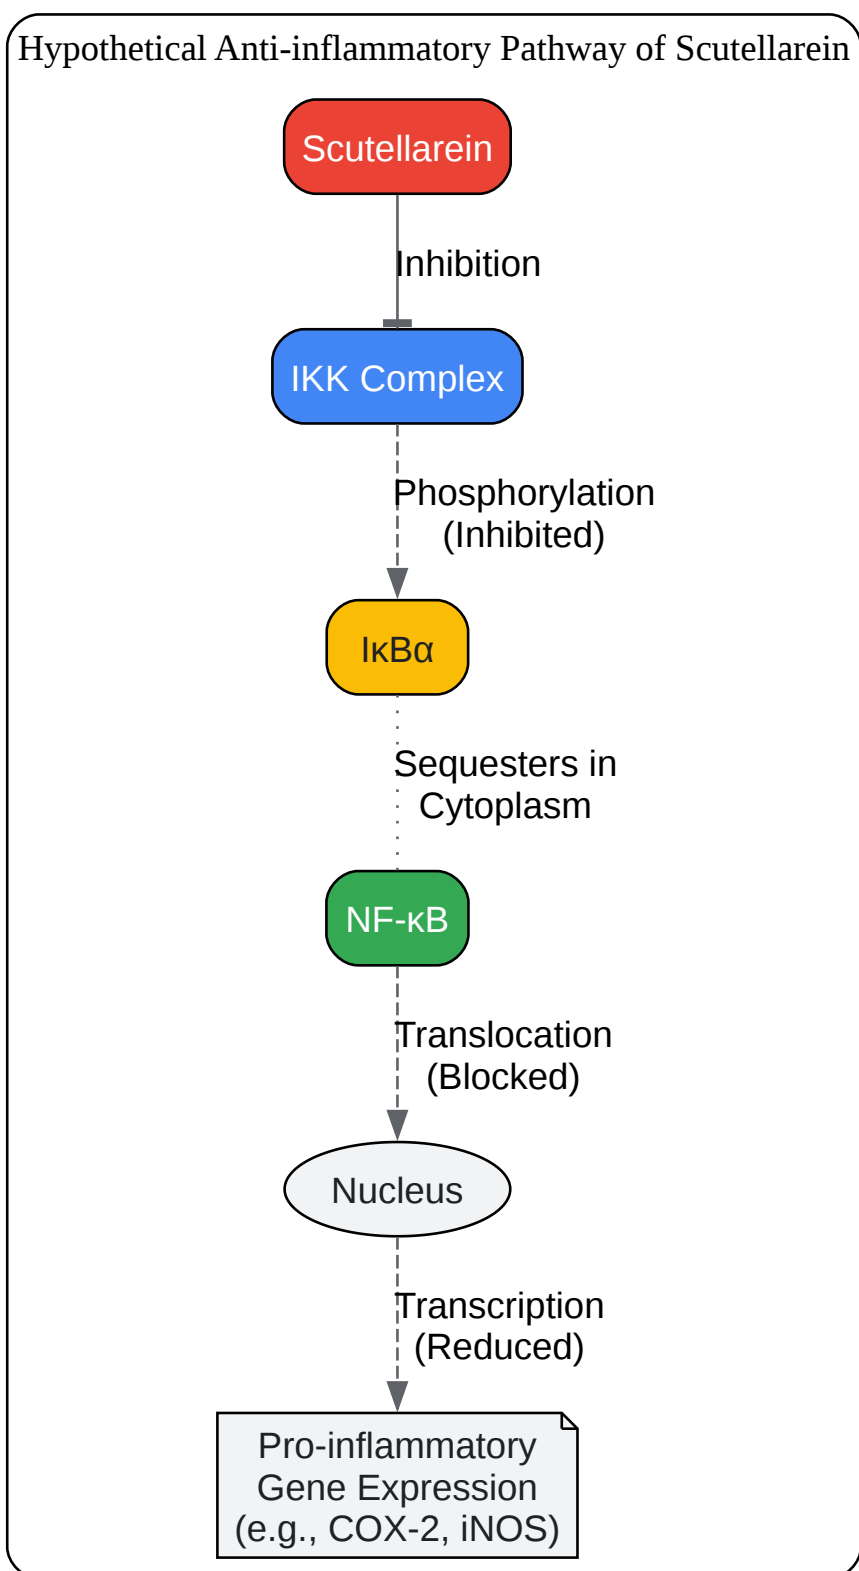 Hypothetical Anti-inflammatory Pathway of Scutellarein
Scutellarein
Inhibition
IKK Complex
Phosphorylation
(Inhibited)
IκBα
Sequesters in
Cytoplasm
NF-κB
Translocation
(Blocked)
Nucleus
Transcription
(Reduced)
Pro-inflammatory
Gene Expression
(e.g., COX-2, iNOS)